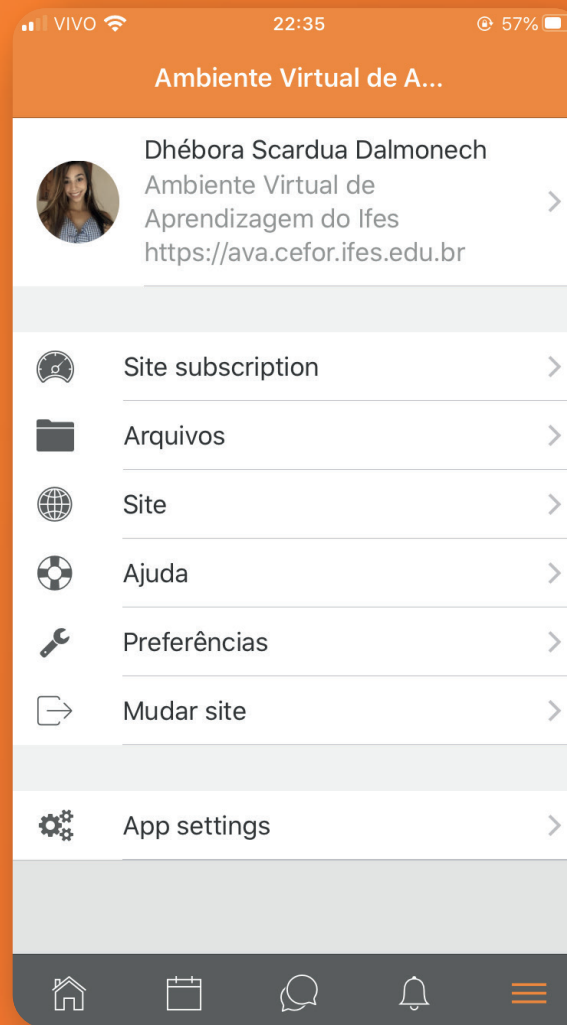 VIVO 22:35 57%
Ambiente Virtual de A...
Dhébora Scardua Dalmonech
Ambiente Virtual de
Aprendizagem do Ifes
https://ava.cefor.ifes.edu.br
Site subscription
Arquivos
Site
Ajuda
Preferências
Mudar site
App settings